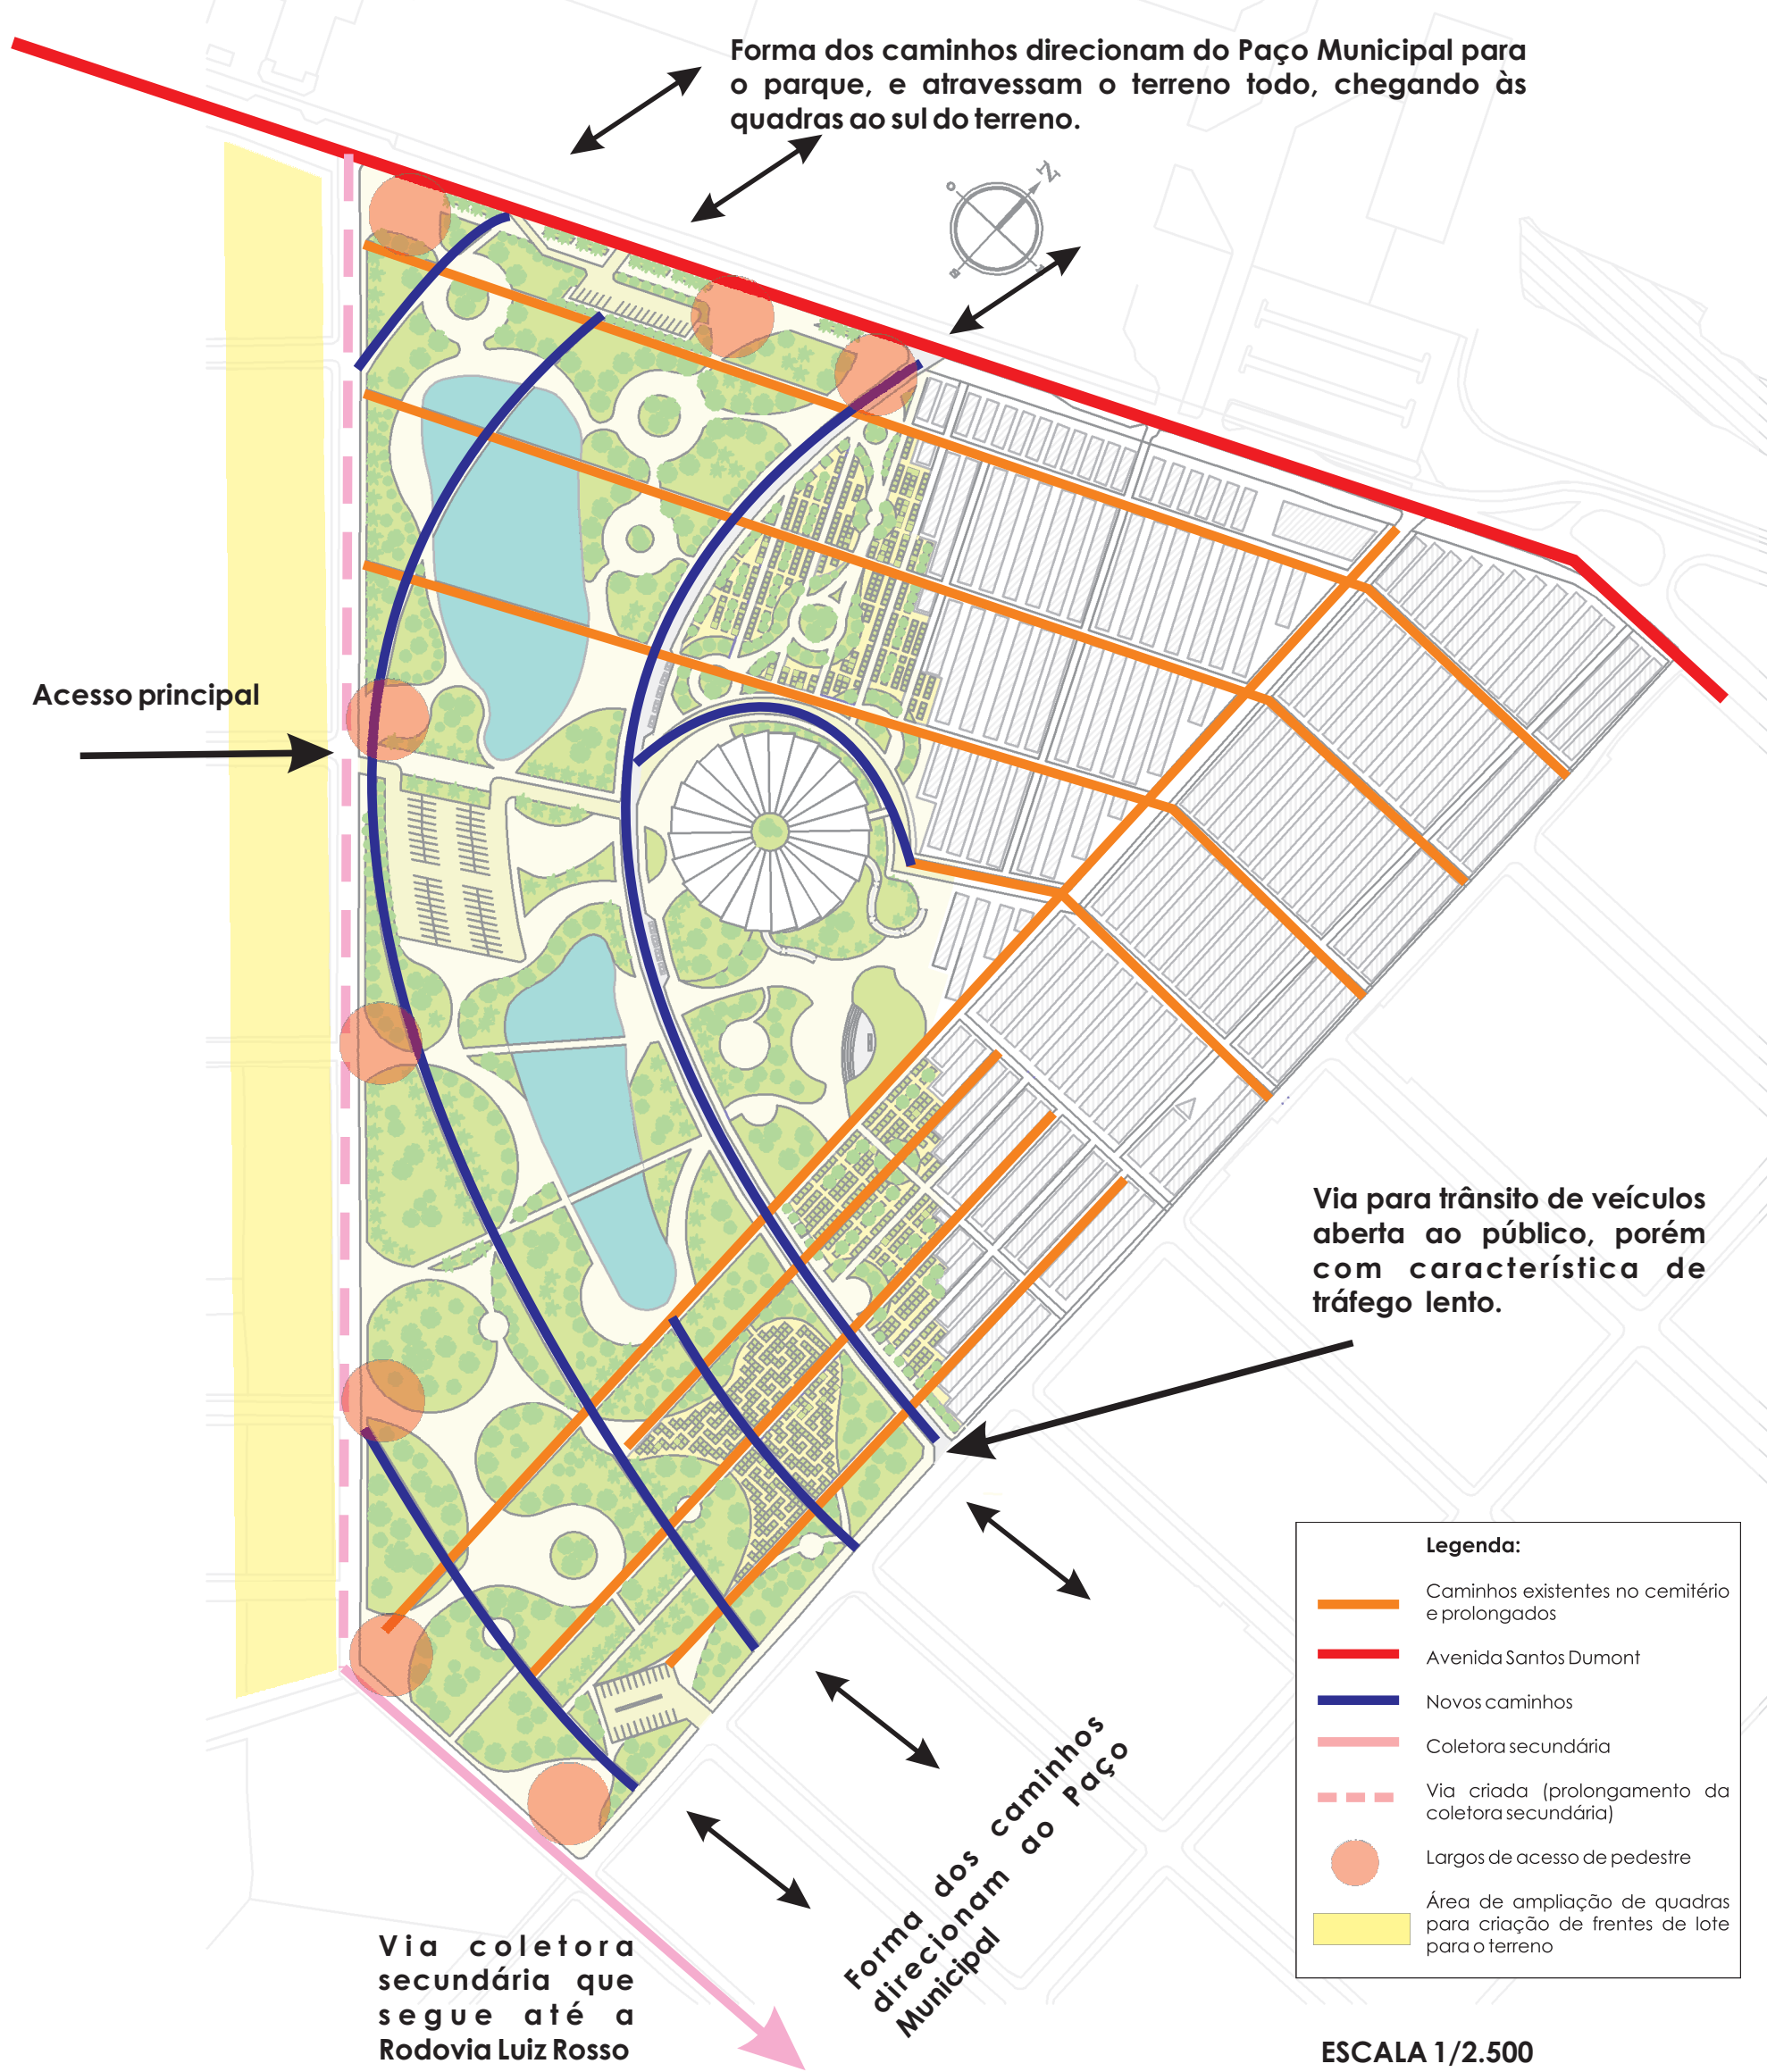 Forma dos caminhos direcionam do Paço Municipal para
o parque, e atravessam o terreno todo, chegando às
quadras ao sul do terreno.
N
O
Acesso principal
Via para trânsito de veículos
aberta ao público, porém
com característica de
tráfego lento.
Legenda:
Caminhos existentes no cemitério
e prolongados
Avenida Santos Dumont
Novos caminhos
Coletora secundária
Via criada (prolongamento da
coletora secundária)
Largos de acesso de pedestre
Área de ampliação de quadras
para criação de frentes de lote
para o terreno
Forma dos caminhos
direcionam ao Paço
Municipal
Via coletora
secundária que
segue até a
Rodovia Luiz Rosso
ESCALA 1/2.500